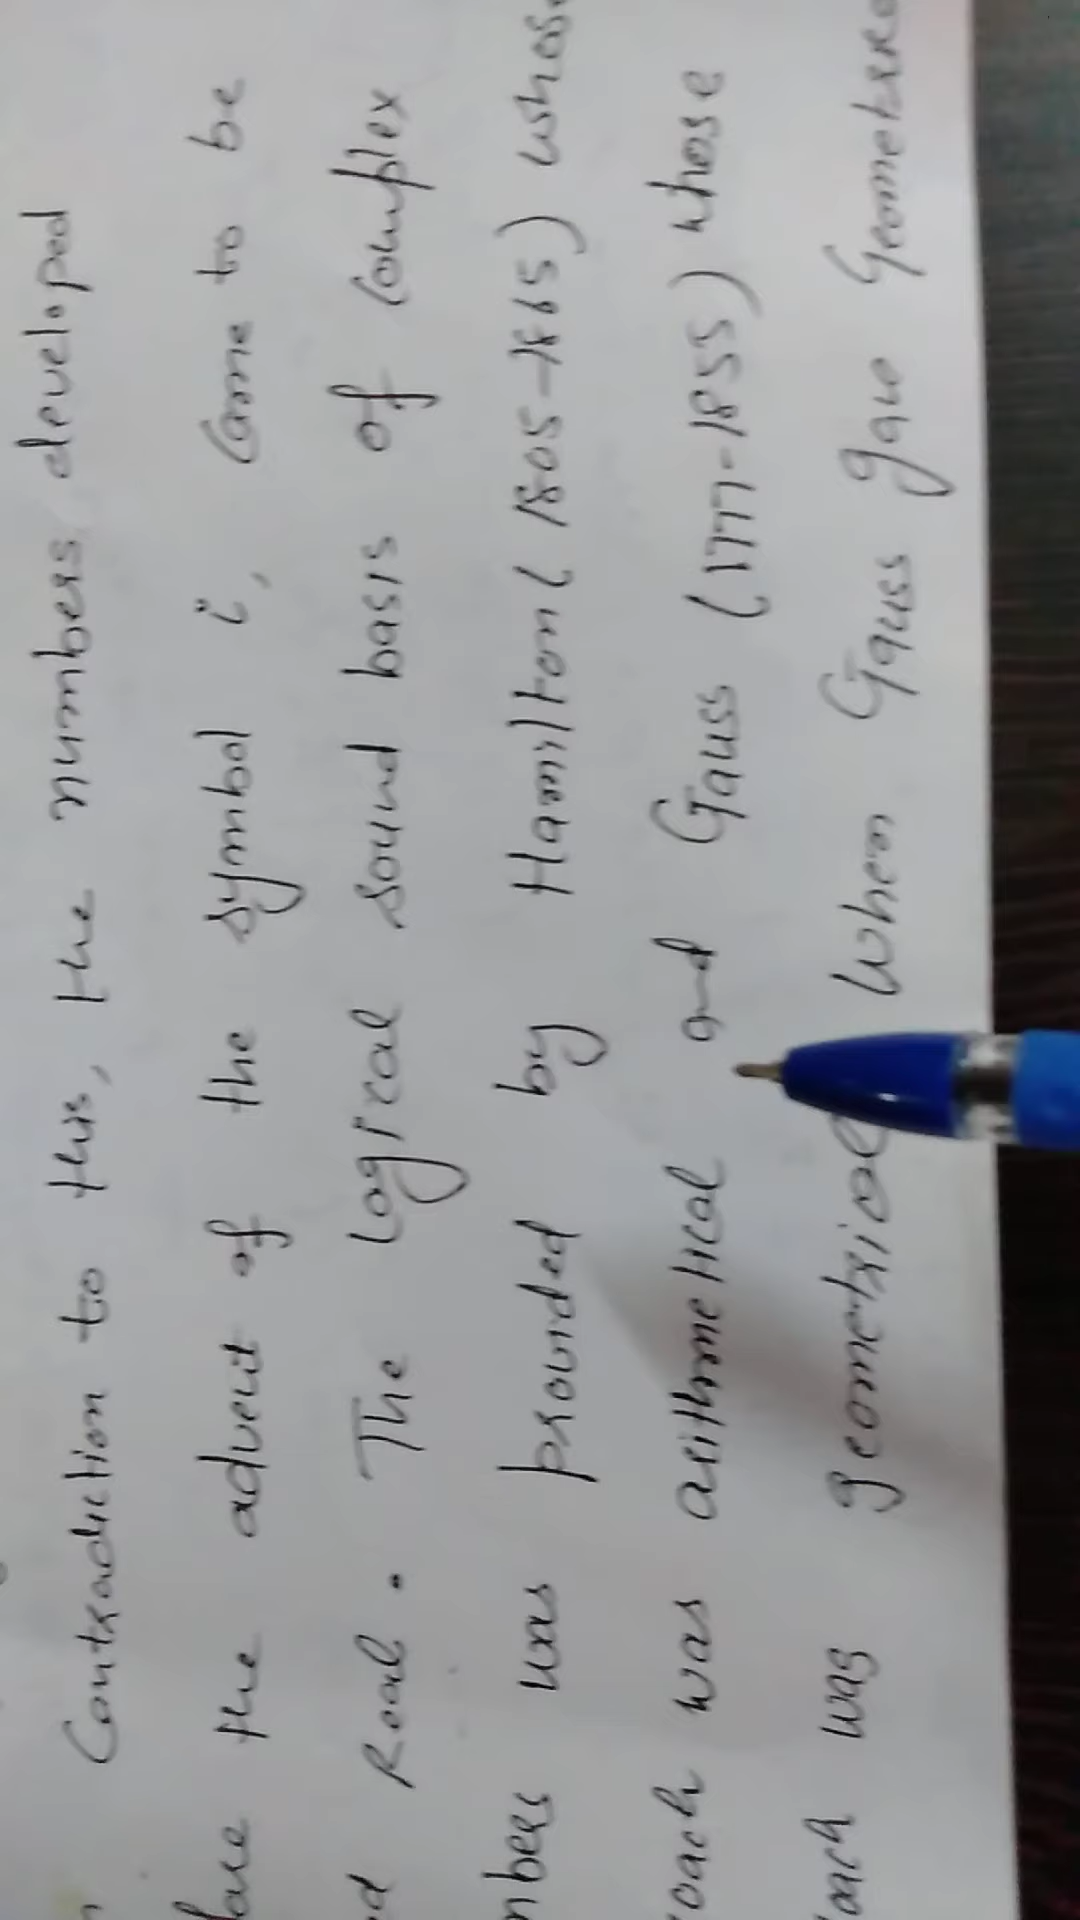 Contradiction to this, the numbers developed
the advent of the symbol i, Came to be
Real. The Logical sound basis of Complex
was provided by Hamilton (1805-1865) whose
was arithmetical and Gauss (1777-1855) whose
was geometrical when Gauss gave Geometric